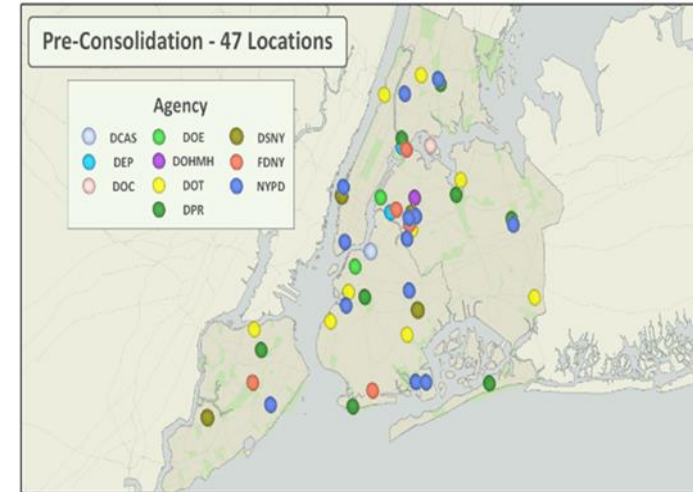 Pre-Consolidation - 47 Locations
Agency
DCAS DOE DSNY
DEP DOHMH FDNY
DOC DOT NYPD
DPR